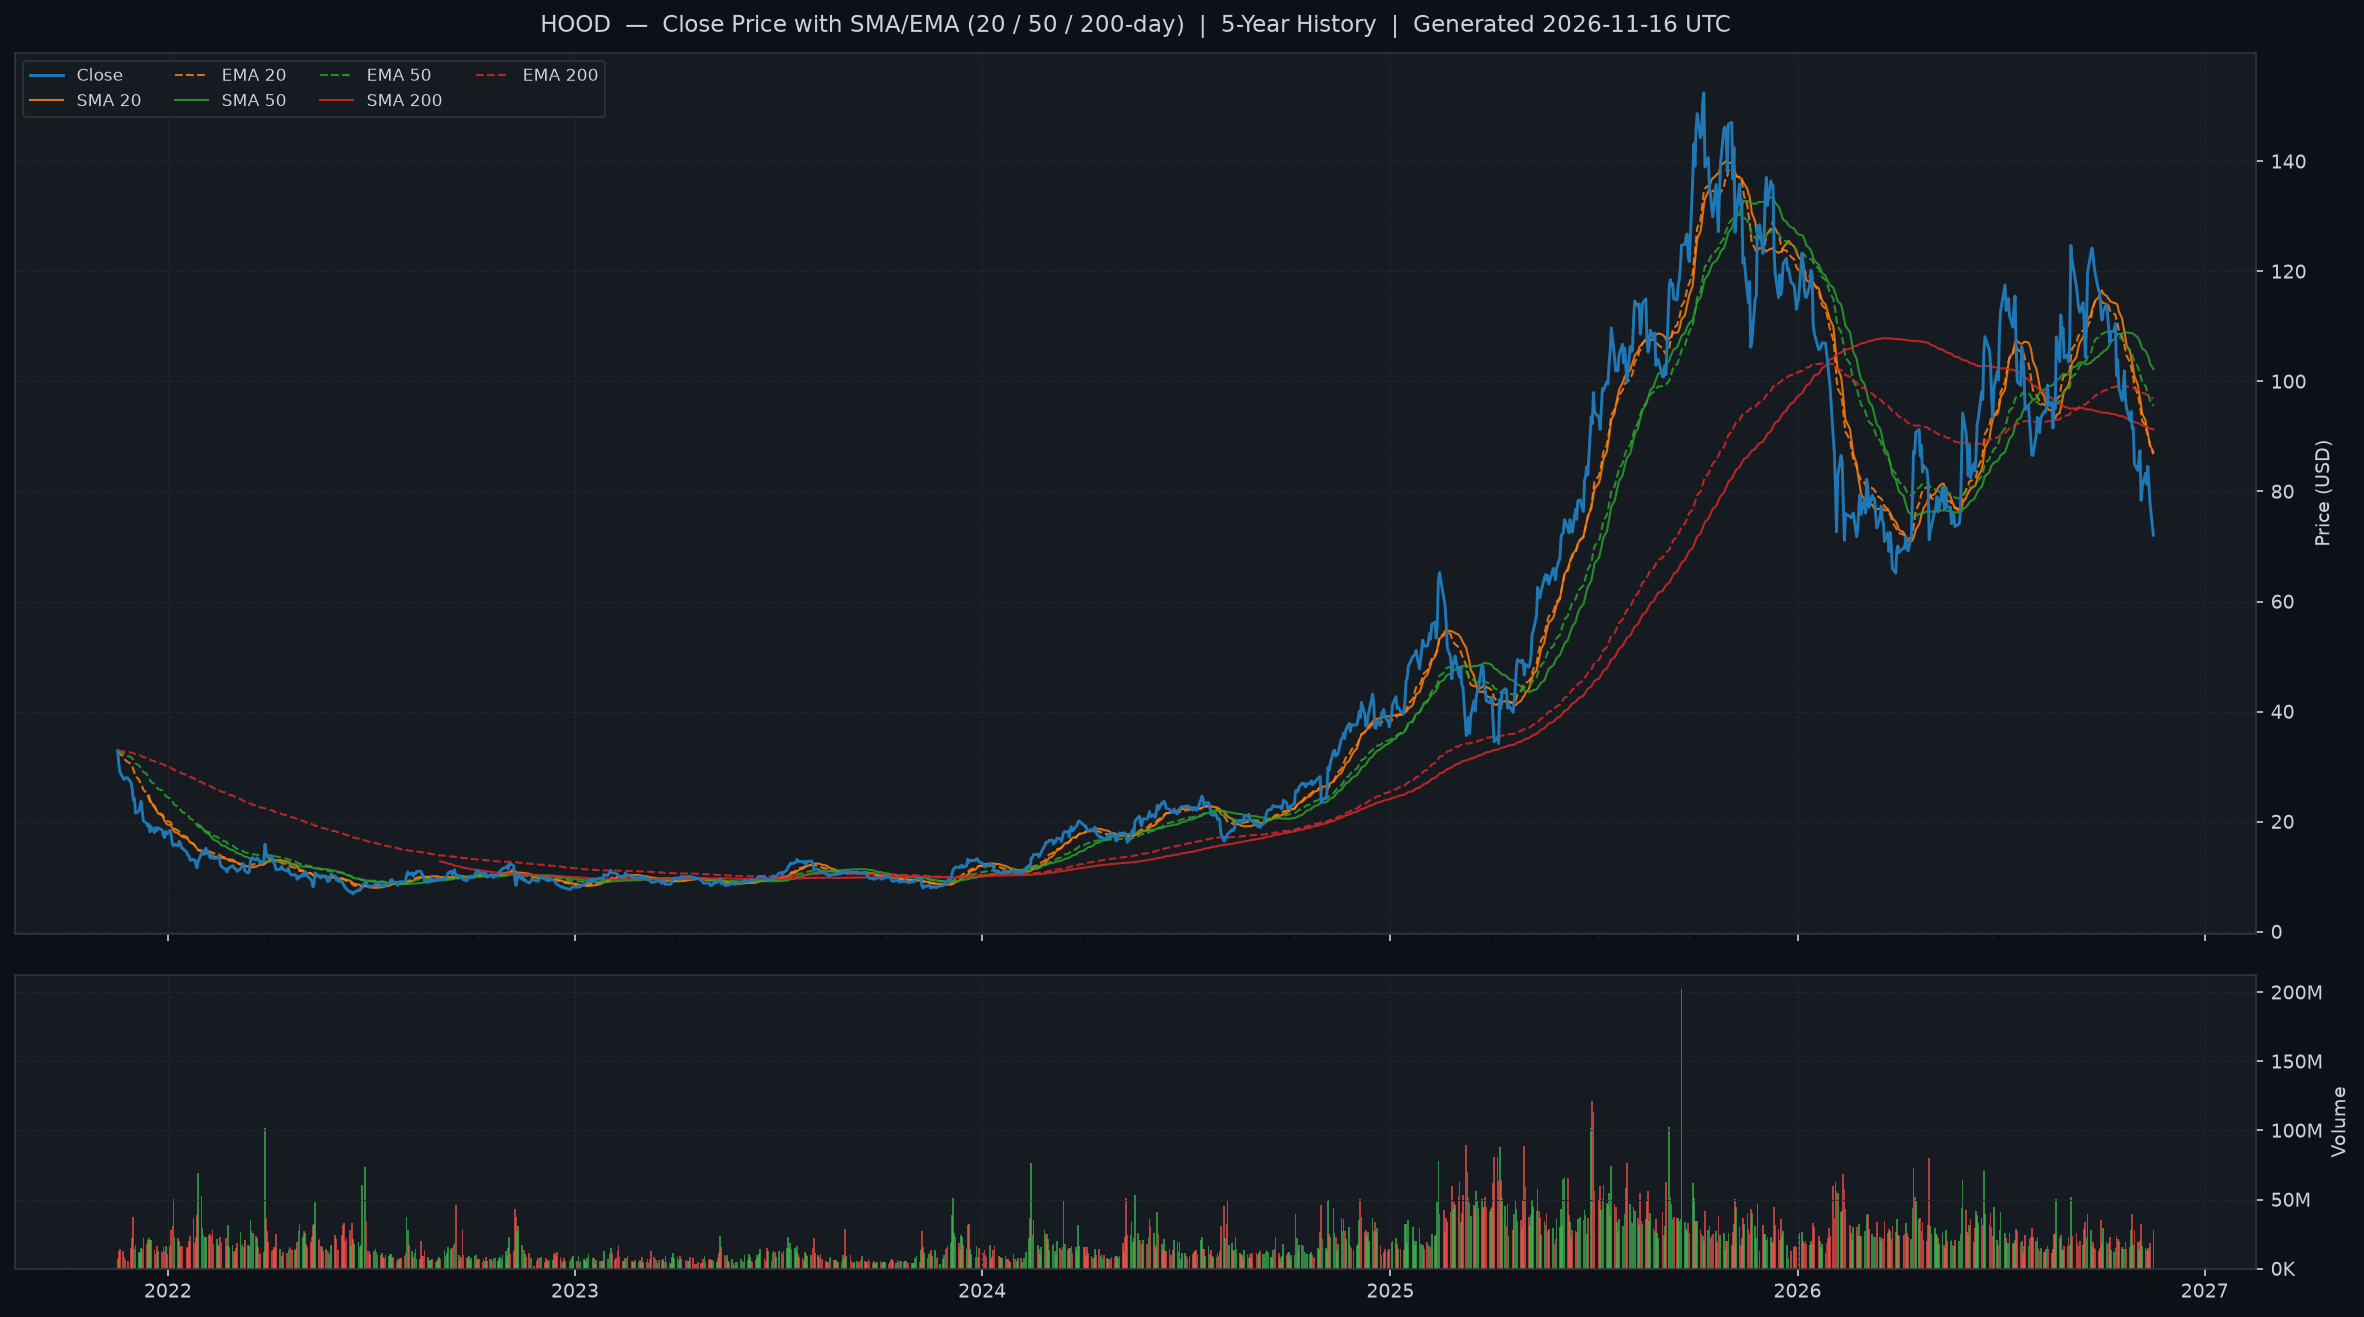 HOOD — Close Price with SMA/EMA (20 / 50 / 200-day) | 5-Year History | Generated 2026-11-16 UTC
Close EMA 20 EMA 50 EMA 200
SMA 20 SMA 50 SMA 200
140
120
100
80
60
40
20
0
Price (USD)
200M
150M
100M
50M
0K
Volume
2022 2023 2024 2025 2026 2027